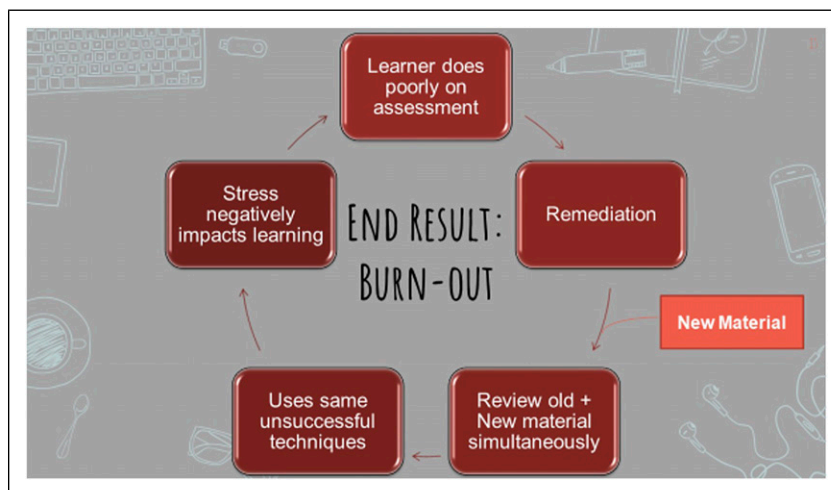 Learner does
poorly on
assessment
Remediation
New Material
Review old +
New material
simultaneously
Uses same
unsuccessful
techniques
Stress
negatively
impacts learning
END RESULT:
BURN-OUT